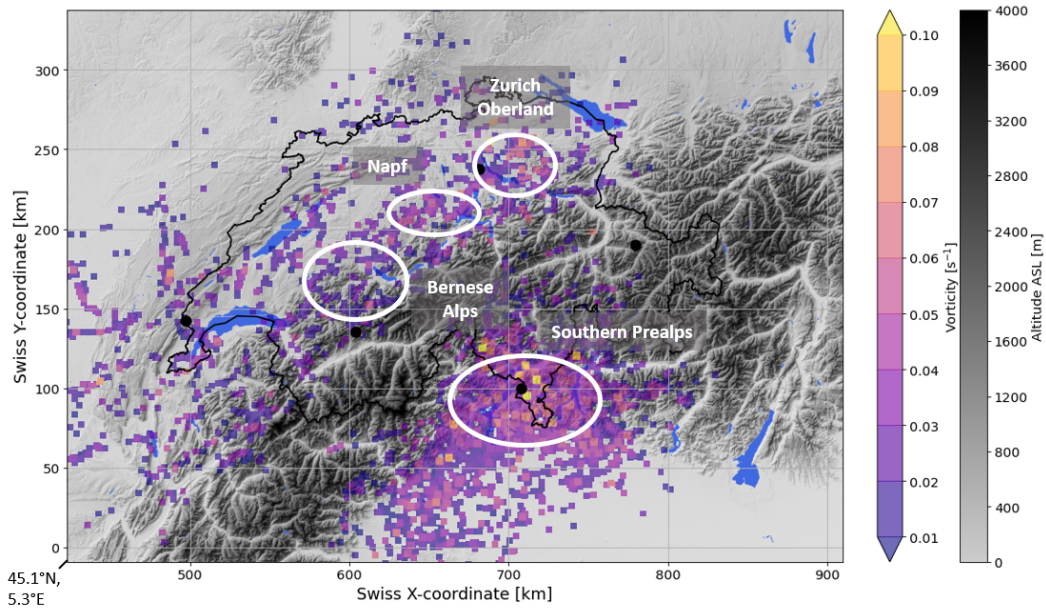 300
250
200
150
100
50
0
500
600
700
800
900
Swiss Y-coordinate [km]
Swiss X-coordinate [km]
45.1°N,
5.3°E
Zurich
Oberland
Napf
Bernese
Alps
Southern Prealps
0.10
0.09
0.08
0.07
0.06
0.05
0.04
0.03
0.02
0.01
Vorticity [s⁻¹]
4000
3600
3200
2800
2400
2000
1600
1200
800
400
0
Altitude ASL [m]